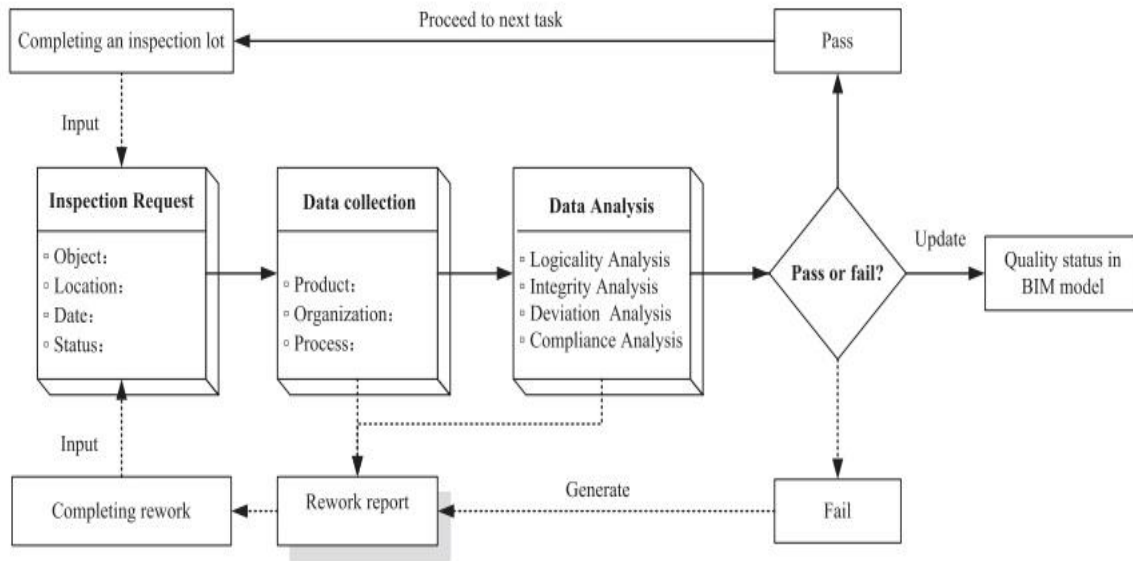 Completing an inspection lot
Proceed to next task
Pass
Input
Inspection Request
▫ Object：
▫ Location：
▫ Date：
▫ Status：
Data collection
▫ Product：
▫ Organization：
▫ Process：
Data Analysis
▫ Logicality Analysis
▫ Integrity Analysis
▫ Deviation Analysis
▫ Compliance Analysis
Pass or fail?
Update
Quality status in
BIM model
Input
Completing rework
Rework report
Generate
Fail